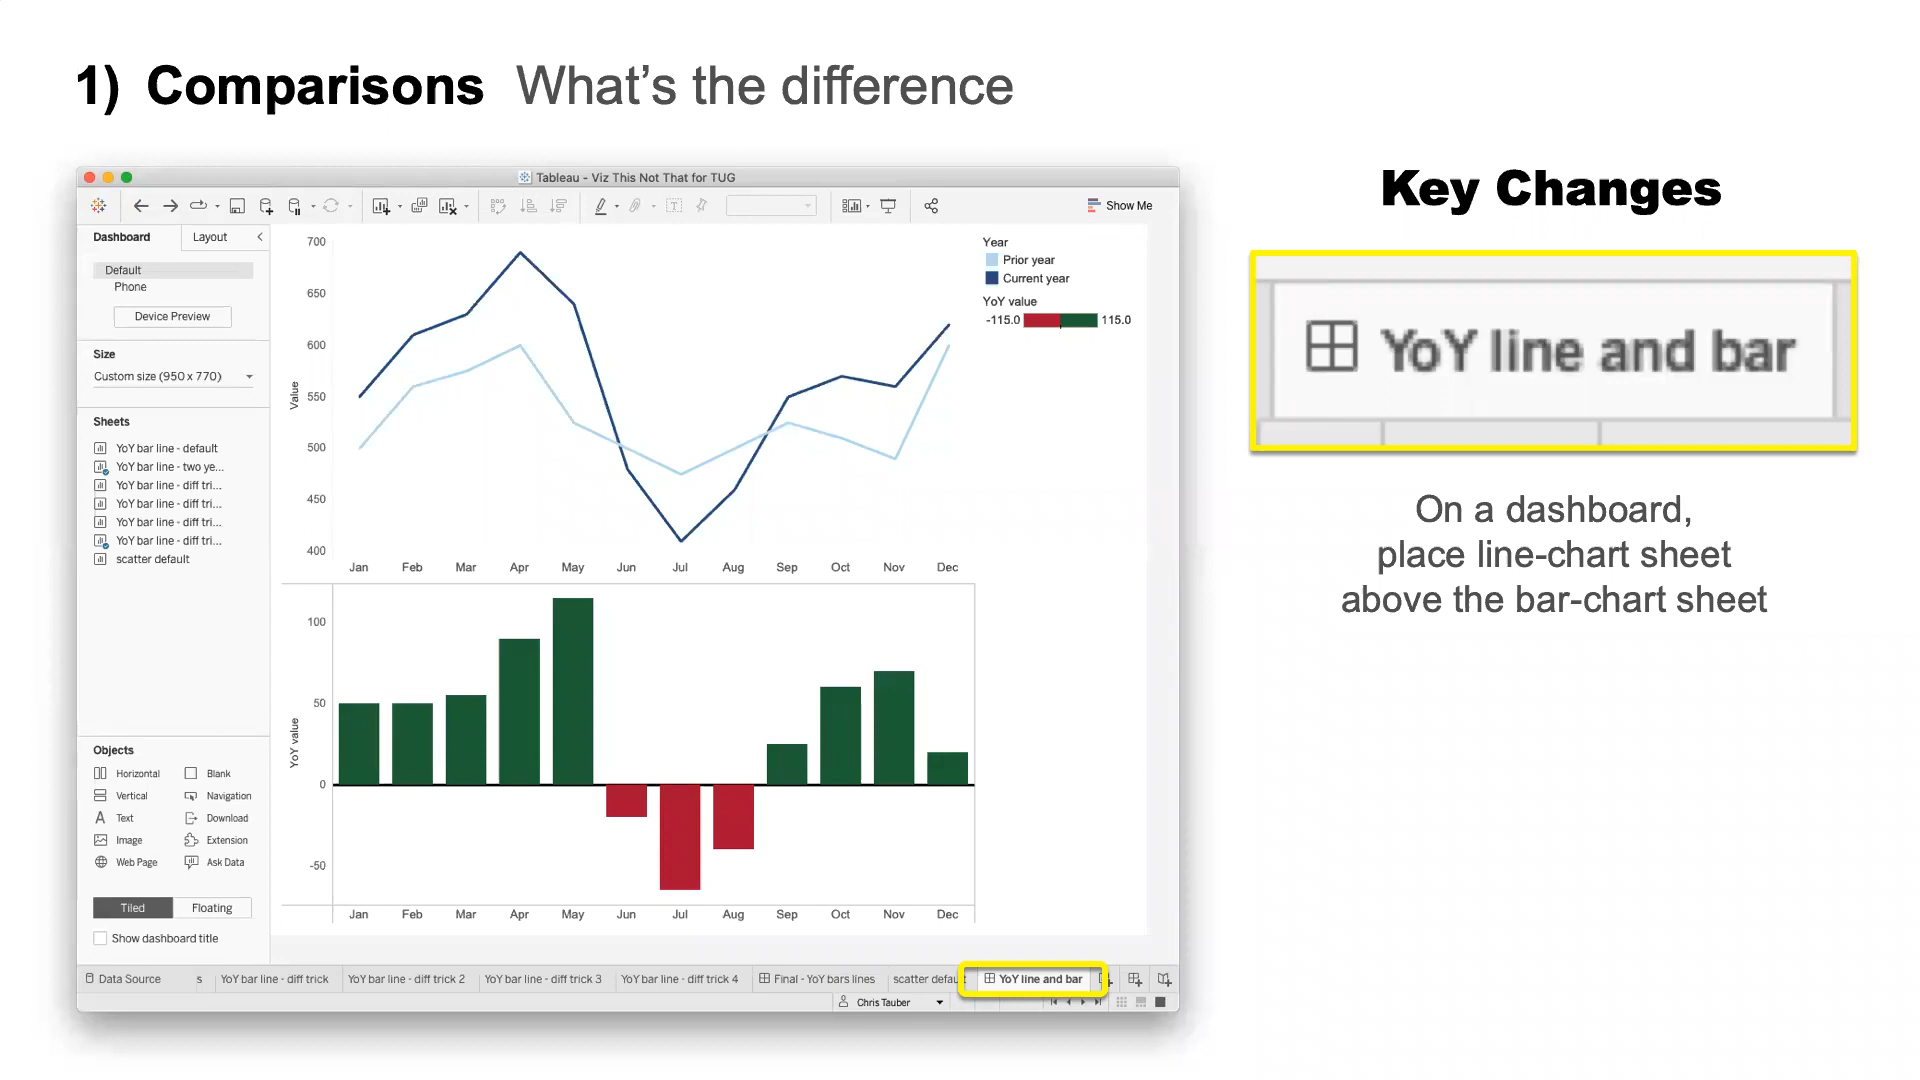 1) Comparisons What's the difference
Tableau - Viz This Not That for TUG
Show Me
Dashboard
Layout
Default
Phone
Device Preview
Size
Custom size (950 x 770)
Sheets
YoY bar line - default
YoY bar line - two ye...
YoY bar line - diff tri...
YoY bar line - diff tri...
YoY bar line - diff tri...
YoY bar line - diff tri...
scatter default
Objects
Horizontal
Blank
Vertical
Navigation
Text
Download
Image
Extension
Web Page
Ask Data
Tiled
Floating
Show dashboard title
700
650
600
550
500
450
400
Value
Jan Feb Mar Apr May Jun Jul Aug Sep Oct Nov Dec
Year
Prior year
Current year
YoY value
-115.0 115.0
100
50
0
-50
YoY value
Jan Feb Mar Apr May Jun Jul Aug Sep Oct Nov Dec
Data Source s YoY bar line - diff trick YoY bar line - diff trick 2 YoY bar line - diff trick 3 YoY bar line - diff trick 4 Final - YoY bars lines scatter defau YoY line and bar
Chris Tauber
Key Changes
YoY line and bar
On a dashboard,
place line-chart sheet
above the bar-chart sheet